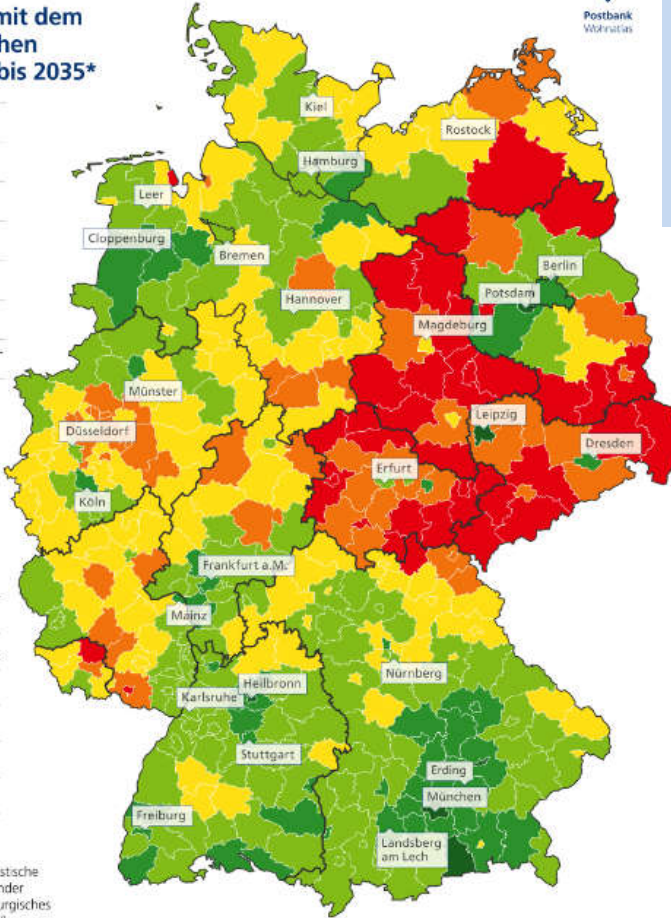 mit dem
hen
bis 2035*
Postbank
Wohnatlas
Kiel
Rostock
Hamburg
Leer
Cloppenburg
Bremen
Berlin
Hannover
Potsdam
Magdeburg
Münster
Leipzig
Düsseldorf
Dresden
Erfurt
Köln
Frankfurt a.M.
Mainz
Nürnberg
Heilbronn
Karlsruhe
Stuttgart
Erding
München
Freiburg
Landsberg
am Lech
stische
nder
urgisches